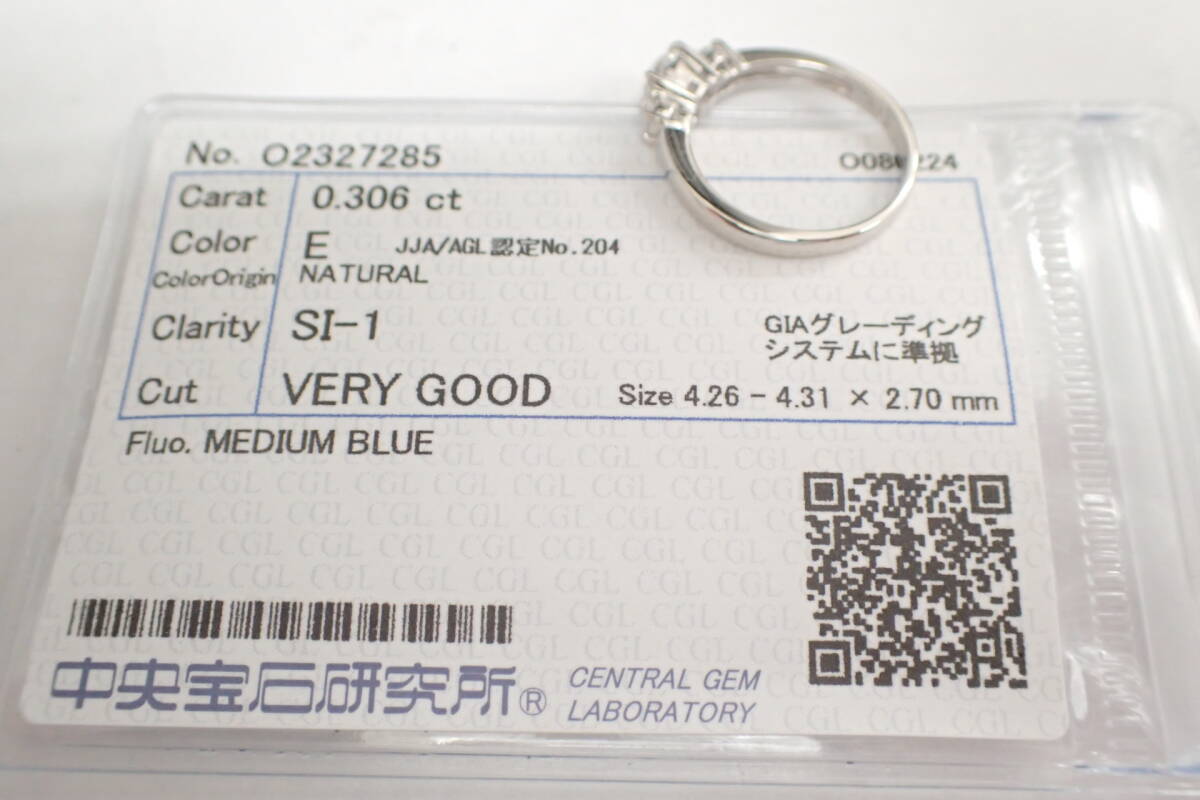 No. O2327285
Carat 0.306 ct
Color E JJA/AGL認定No.204
ColorOrigin NATURAL
Clarity SI-1 GIAグレーディング
システムに準拠
Cut VERY GOOD Size 4.26 - 4.31 × 2.70 mm
Fluo. MEDIUM BLUE
中央宝石研究所® CENTRAL GEM
LABORATORY